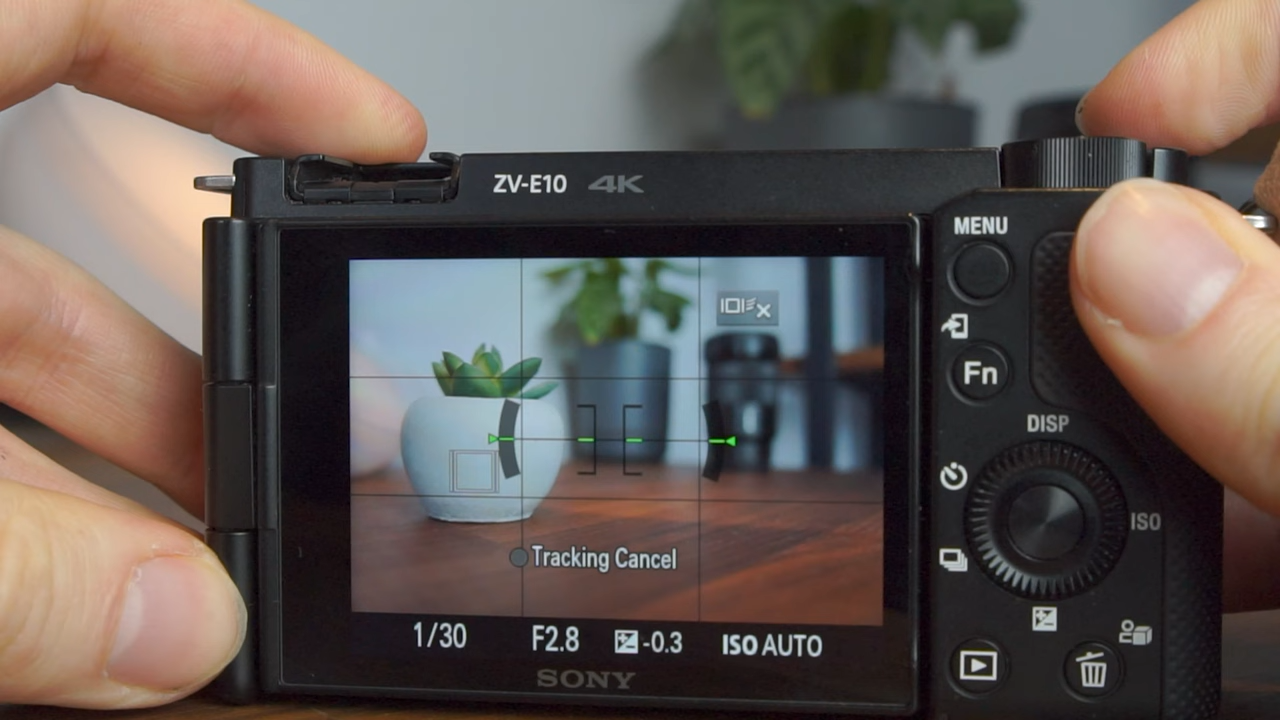 ZV-E10 4K
MENU
Fn
DISP
ISO
Tracking Cancel
1/30 F2.8 -0.3 ISO AUTO
SONY